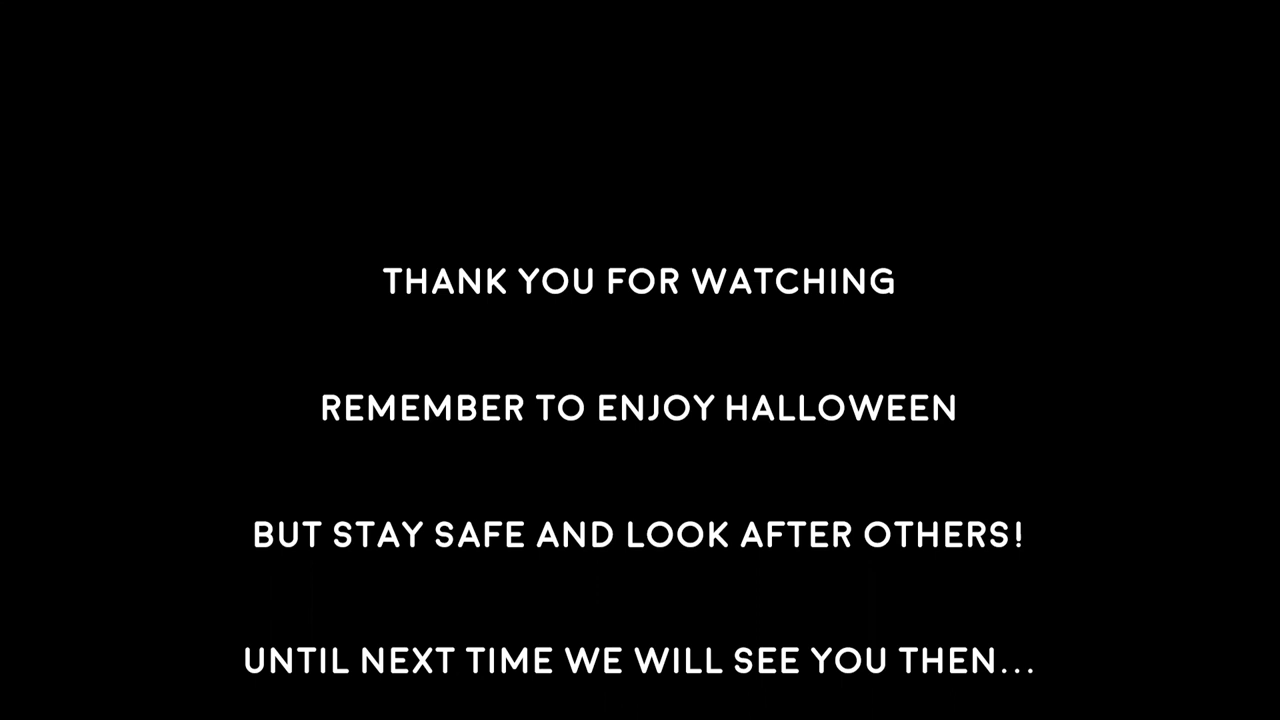 THANK YOU FOR WATCHING
REMEMBER TO ENJOY HALLOWEEN
BUT STAY SAFE AND LOOK AFTER OTHERS!
UNTIL NEXT TIME WE WILL SEE YOU THEN...